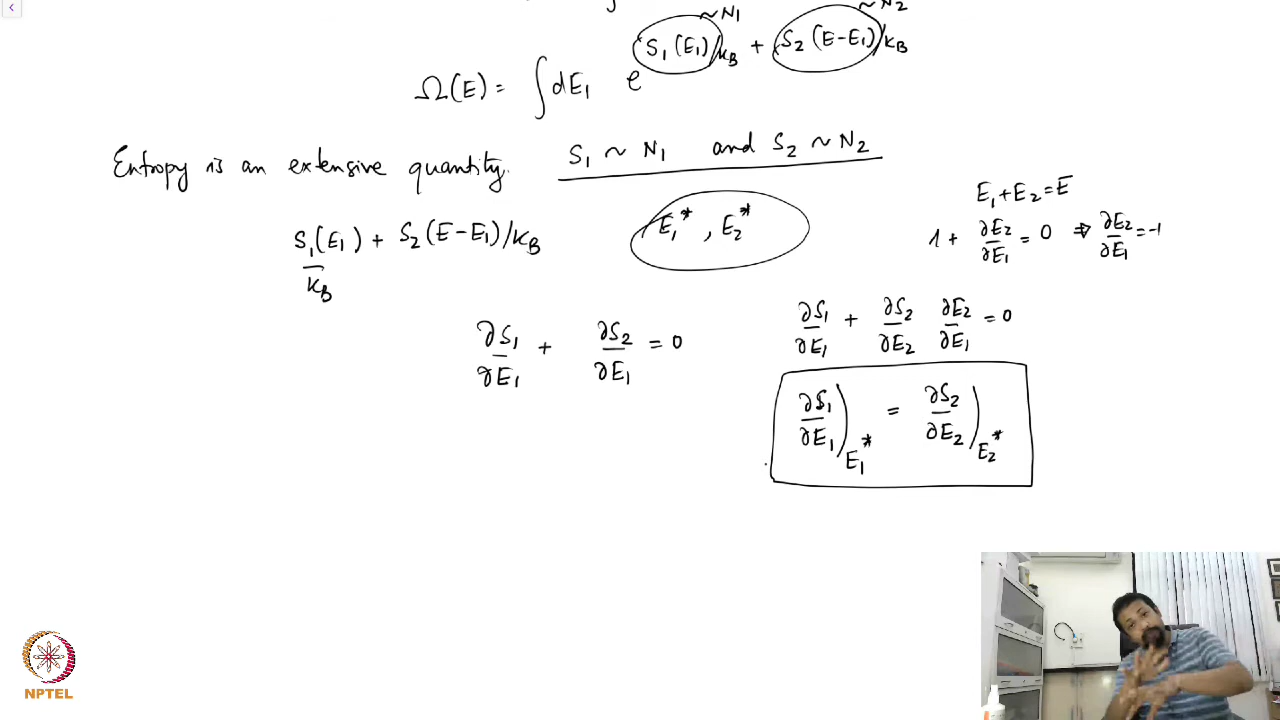 ~N1 ~N2
Ω(E) = ∫dE1 e^{S1(E1)/kB + S2(E-E1)/kB}
Entropy is an extensive quantity. S1 ~ N1 and S2 ~ N2
E1+E2=E
S1(E1)/kB + S2(E-E1)/kB E1*, E2* 1 + ∂E2/∂E1 = 0 ⇒ ∂E2/∂E1 = -1
∂S1/∂E1 + ∂S2/∂E1 = 0 ∂S1/∂E1 + ∂S2/∂E2 ∂E2/∂E1 = 0
∂S1/∂E1)E1* = ∂S2/∂E2)E2*
NPTEL